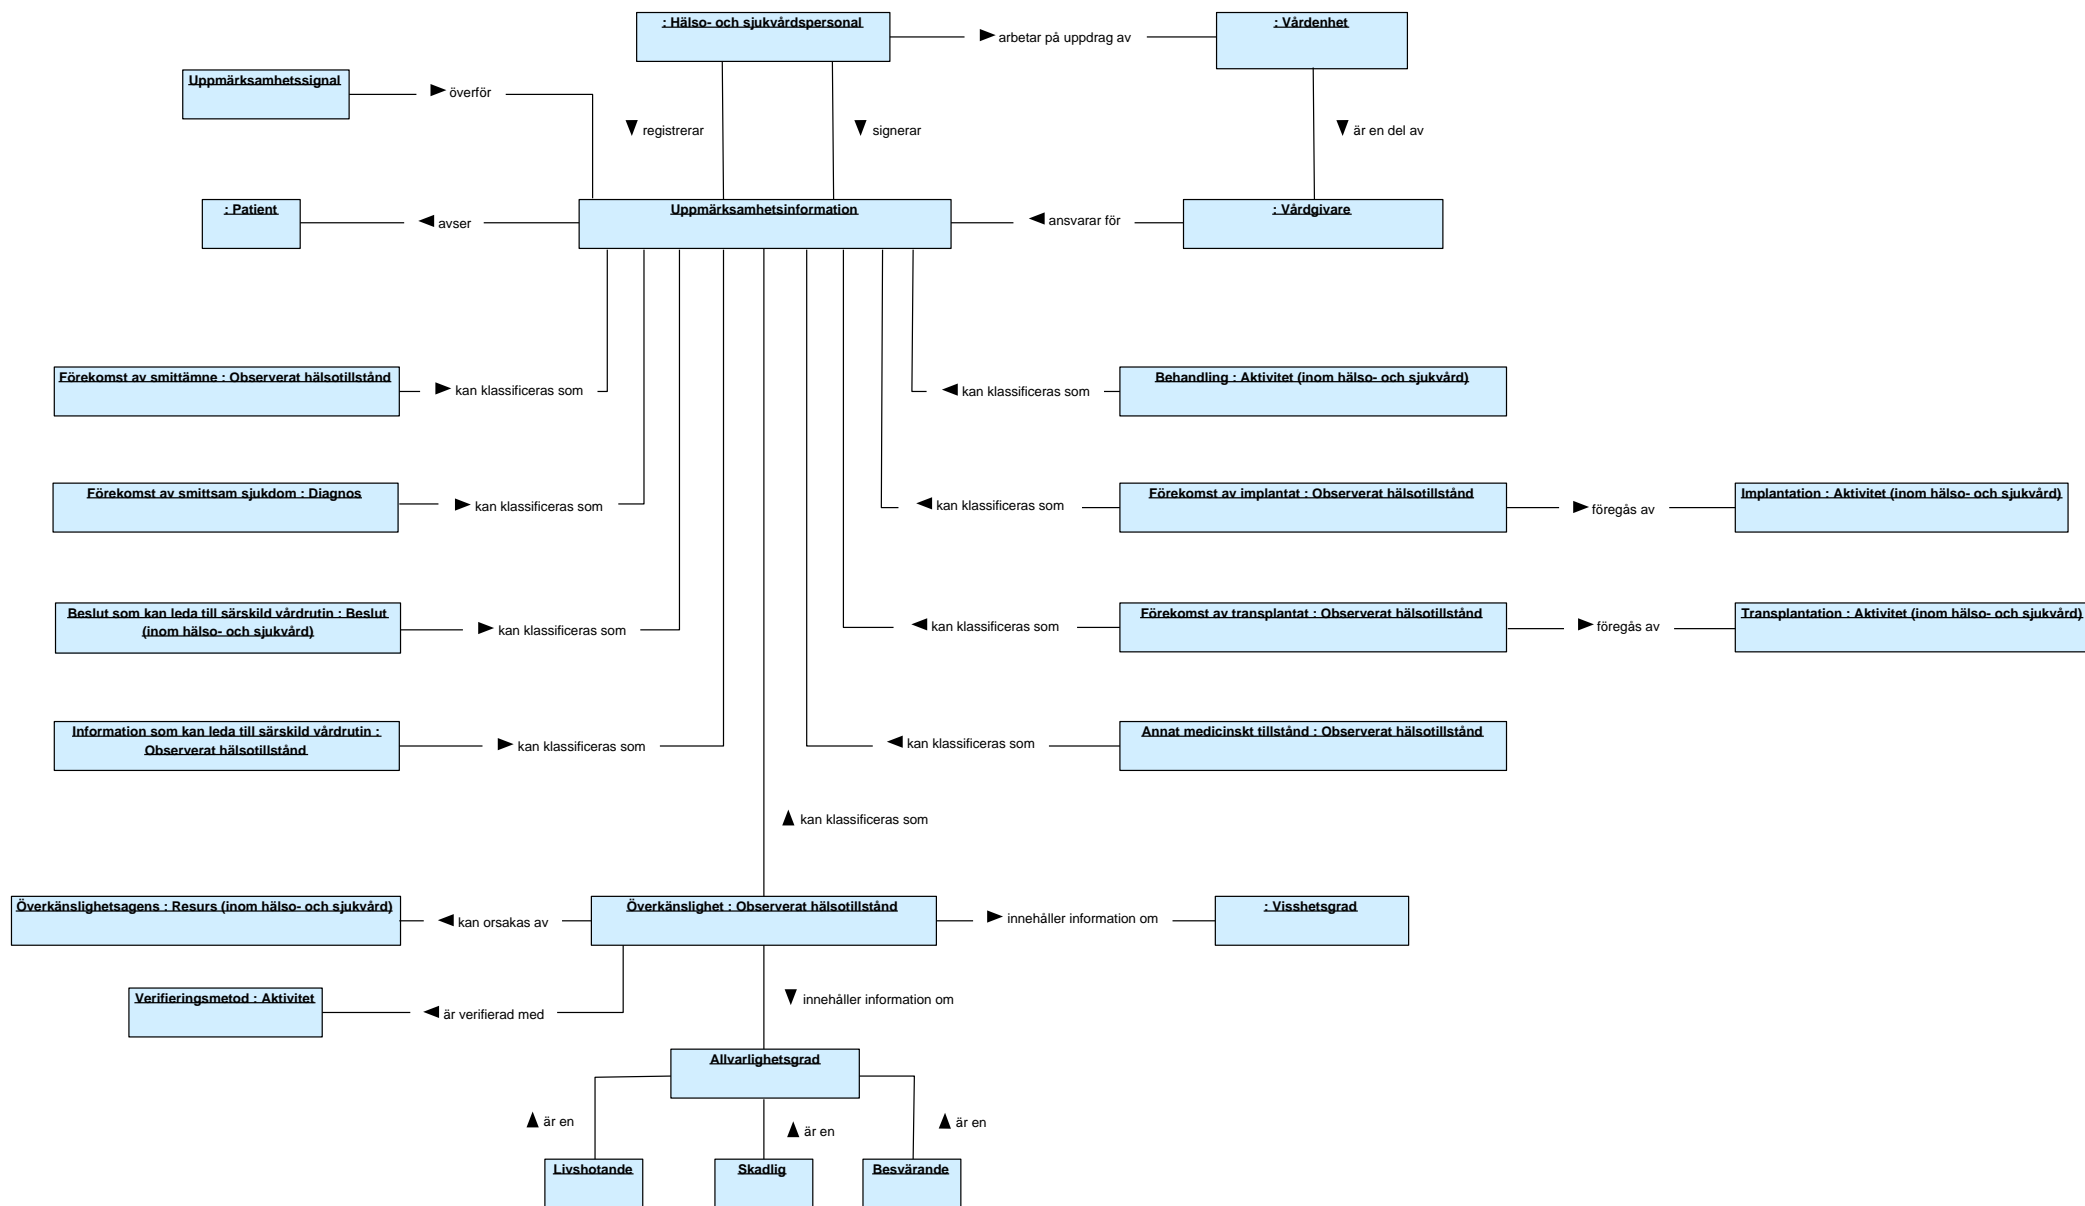 : Hälso- och sjukvårdspersonal
arbetar på uppdrag av
: Vårdenhet
Uppmärksamhetssignal
överför
registrerar
signerar
är en del av
: Patient
avser
Uppmärksamhetsinformation
ansvarar för
: Vårdgivare
Förekomst av smittämne : Observerat hälsotillstånd
kan klassificeras som
kan klassificeras som
Behandling : Aktivitet (inom hälso- och sjukvård)
Förekomst av smittsam sjukdom : Diagnos
kan klassificeras som
kan klassificeras som
Förekomst av implantat : Observerat hälsotillstånd
föregås av
Implantation : Aktivitet (inom hälso- och sjukvård)
Beslut som kan leda till särskild vårdrutin : Beslut
(inom hälso- och sjukvård)
kan klassificeras som
kan klassificeras som
Förekomst av transplantat : Observerat hälsotillstånd
föregås av
Transplantation : Aktivitet (inom hälso- och sjukvård)
Information som kan leda till särskild vårdrutin :
Observerat hälsotillstånd
kan klassificeras som
kan klassificeras som
Annat medicinskt tillstånd : Observerat hälsotillstånd
kan klassificeras som
Överkänslighetsagens : Resurs (inom hälso- och sjukvård)
kan orsakas av
Överkänslighet : Observerat hälsotillstånd
innehåller information om
: Visshetsgrad
Verifieringsmetod : Aktivitet
är verifierad med
innehåller information om
Allvarlighetsgrad
är en
är en
är en
Livshotande
Skadlig
Besvärande